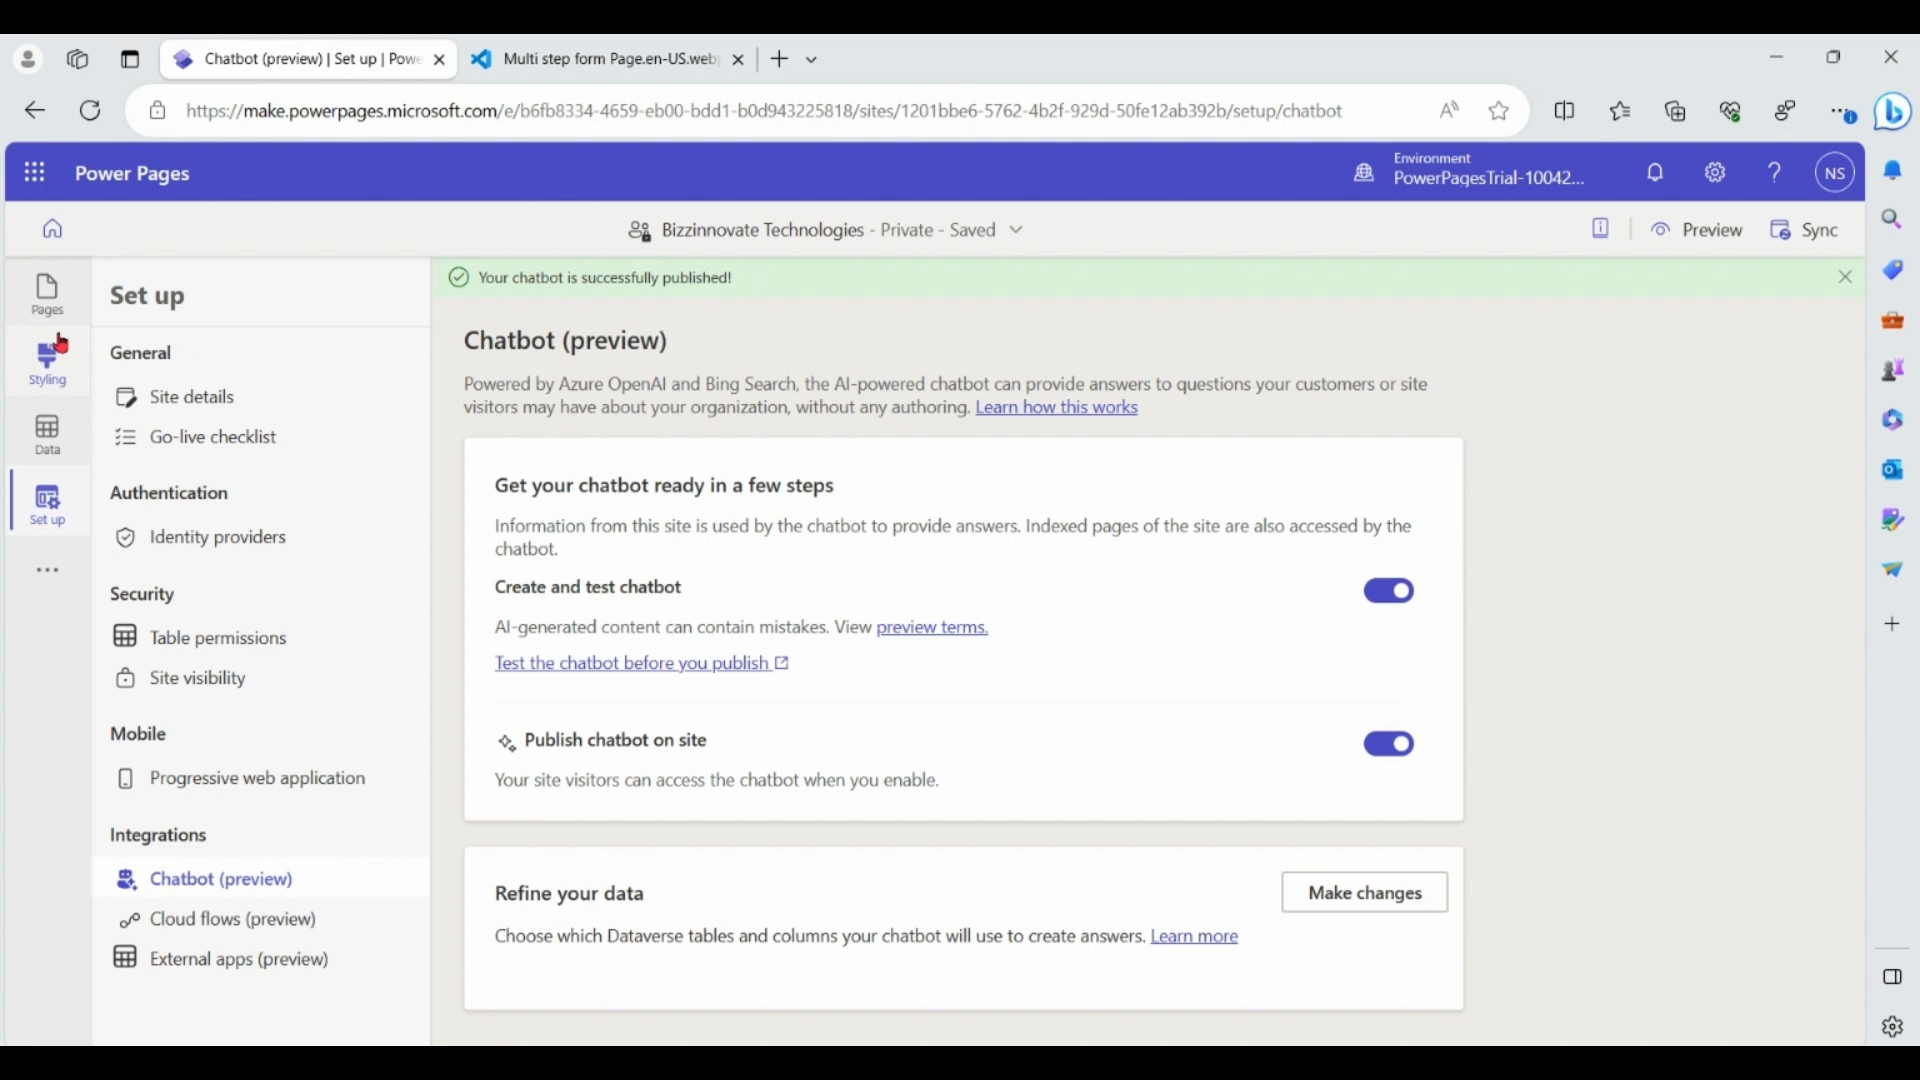 Chatbot (preview) | Set up | Powe
Multi step form Page.en-US.web
https://make.powerpages.microsoft.com/e/b6fb8334-4659-eb00-bdd1-b0d943225818/sites/1201bbe6-5762-4b2f-929d-50fe12ab392b/setup/chatbot
Power Pages
Environment
PowerPagesTrial-10042...
NS
Bizzinnovate Technologies - Private - Saved
Preview
Sync
Pages
Styling
Data
Set up
Set up
General
Site details
Go-live checklist
Authentication
Identity providers
Security
Table permissions
Site visibility
Mobile
Progressive web application
Integrations
Chatbot (preview)
Cloud flows (preview)
External apps (preview)
Your chatbot is successfully published!
Chatbot (preview)
Powered by Azure OpenAI and Bing Search, the AI-powered chatbot can provide answers to questions your customers or site
visitors may have about your organization, without any authoring. Learn how this works
Get your chatbot ready in a few steps
Information from this site is used by the chatbot to provide answers. Indexed pages of the site are also accessed by the
chatbot.
Create and test chatbot
AI-generated content can contain mistakes. View preview terms.
Test the chatbot before you publish
Publish chatbot on site
Your site visitors can access the chatbot when you enable.
Refine your data
Make changes
Choose which Dataverse tables and columns your chatbot will use to create answers. Learn more